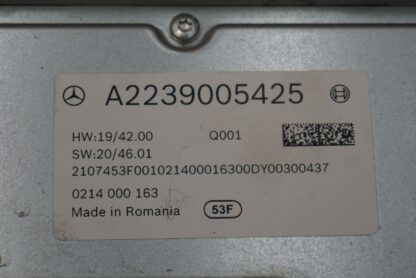 A2239005425
HW:19/42.00 Q001
SW:20/46.01
2107453F001021400016300DY00300437
0214 000 163
Made in Romania 53F